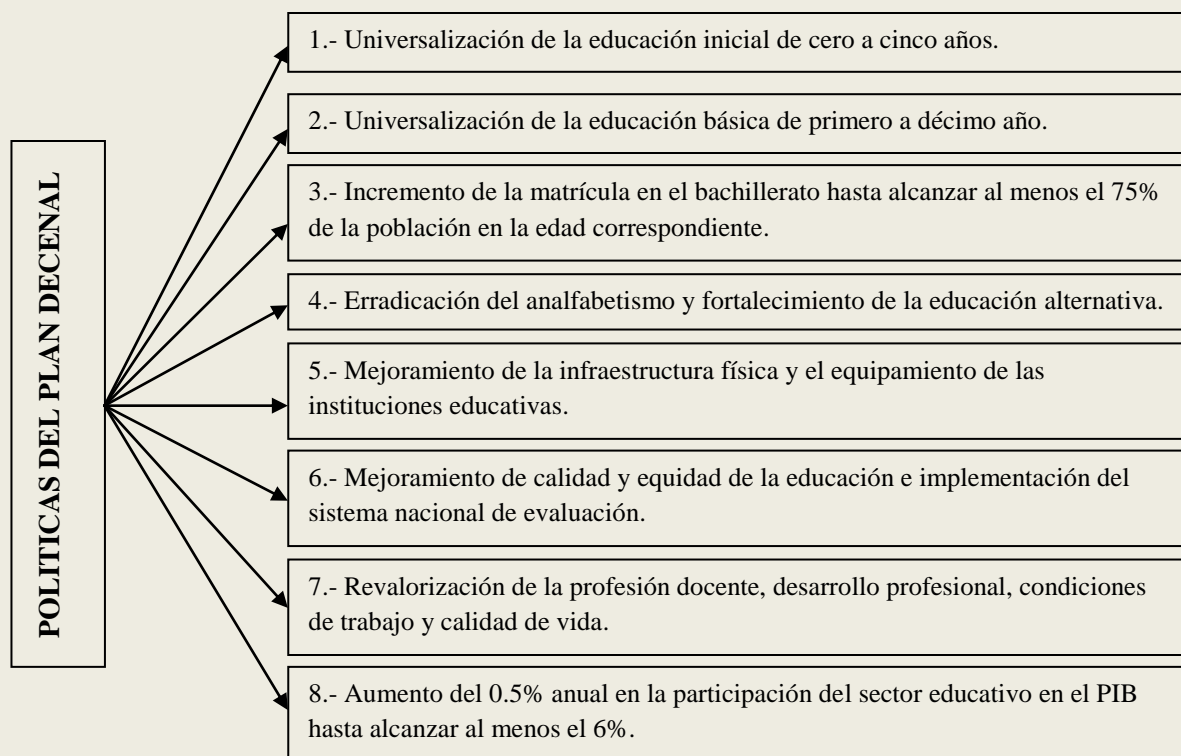 POLITICAS DEL PLAN DECENAL
1.- Universalización de la educación inicial de cero a cinco años.
2.- Universalización de la educación básica de primero a décimo año.
3.- Incremento de la matrícula en el bachillerato hasta alcanzar al menos el 75%
de la población en la edad correspondiente.
4.- Erradicación del analfabetismo y fortalecimiento de la educación alternativa.
5.- Mejoramiento de la infraestructura física y el equipamiento de las
instituciones educativas.
6.- Mejoramiento de calidad y equidad de la educación e implementación del
sistema nacional de evaluación.
7.- Revalorización de la profesión docente, desarrollo profesional, condiciones
de trabajo y calidad de vida.
8.- Aumento del 0.5% anual en la participación del sector educativo en el PIB
hasta alcanzar al menos el 6%.